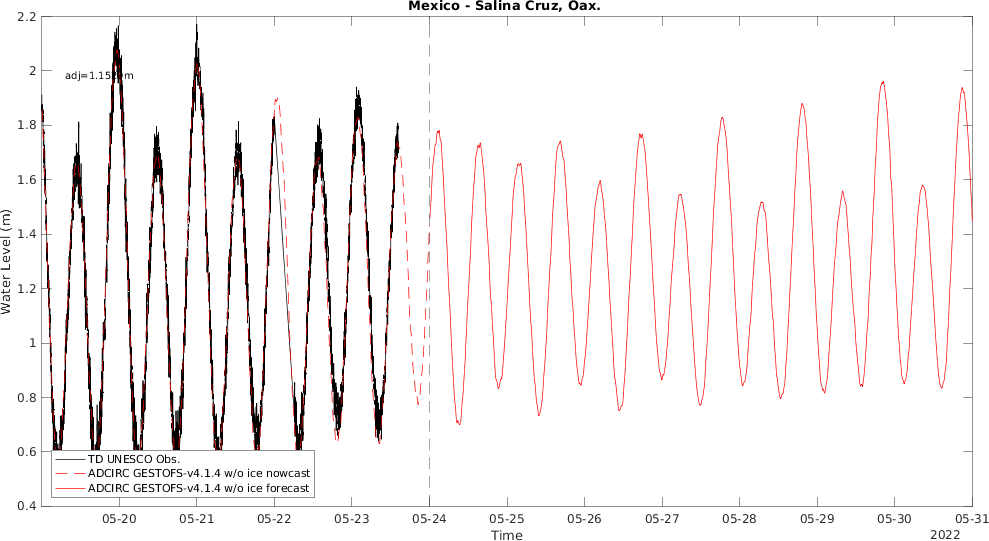 Mexico - Salina Cruz, Oax.
2.2
2
1.8
1.6
1.4
1.2
1
0.8
0.6
0.4
Water Level (m)
TD UNESCO Obs.
ADCIRC GESTOFS-v4.1.4 w/o ice nowcast
ADCIRC GESTOFS-v4.1.4 w/o ice forecast
05-20 05-21 05-22 05-23 05-24 05-25 05-26 05-27 05-28 05-29 05-30 05-31
Time
2022